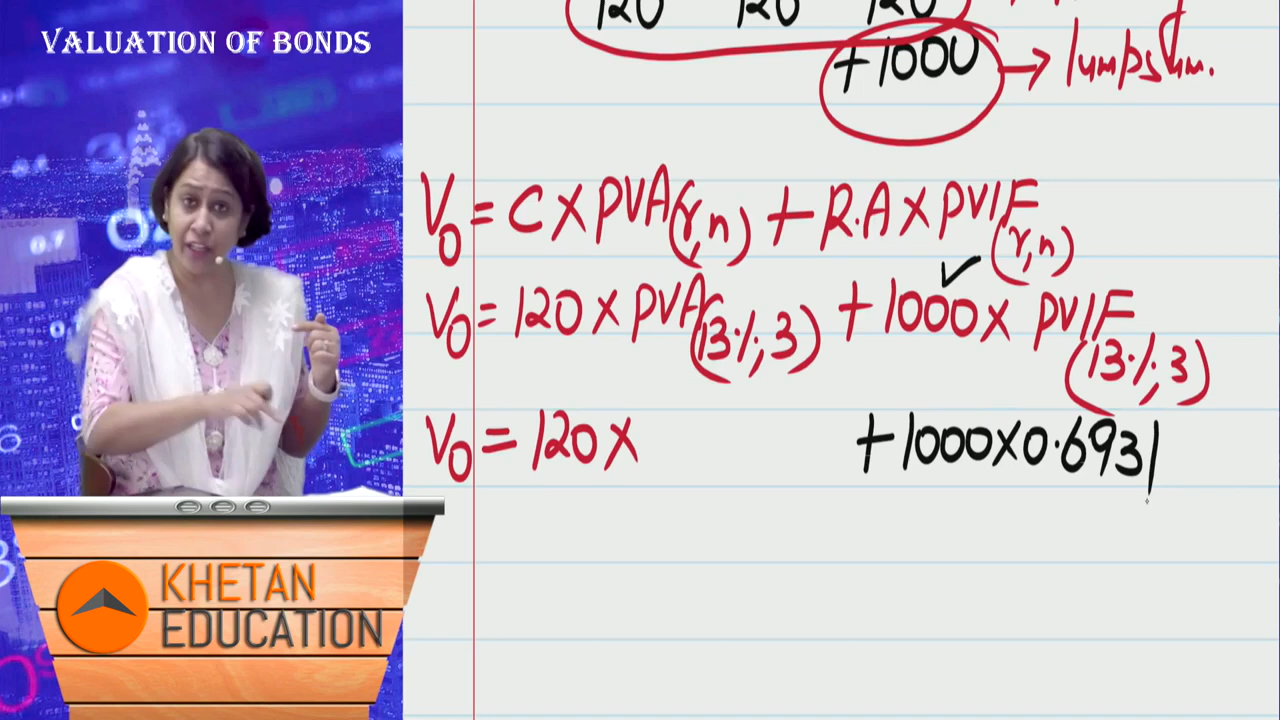 VALUATION OF BONDS
120 120 120
+1000 → lumpsum.
V0 = C X PVA(r,n) + R.A X PVIF(r,n)
✓
V0 = 120 X PVA(13%, 3) + 1000 X PVIF(13%, 3)
V0 = 120 X + 1000 X 0.6931
KHETAN
EDUCATION